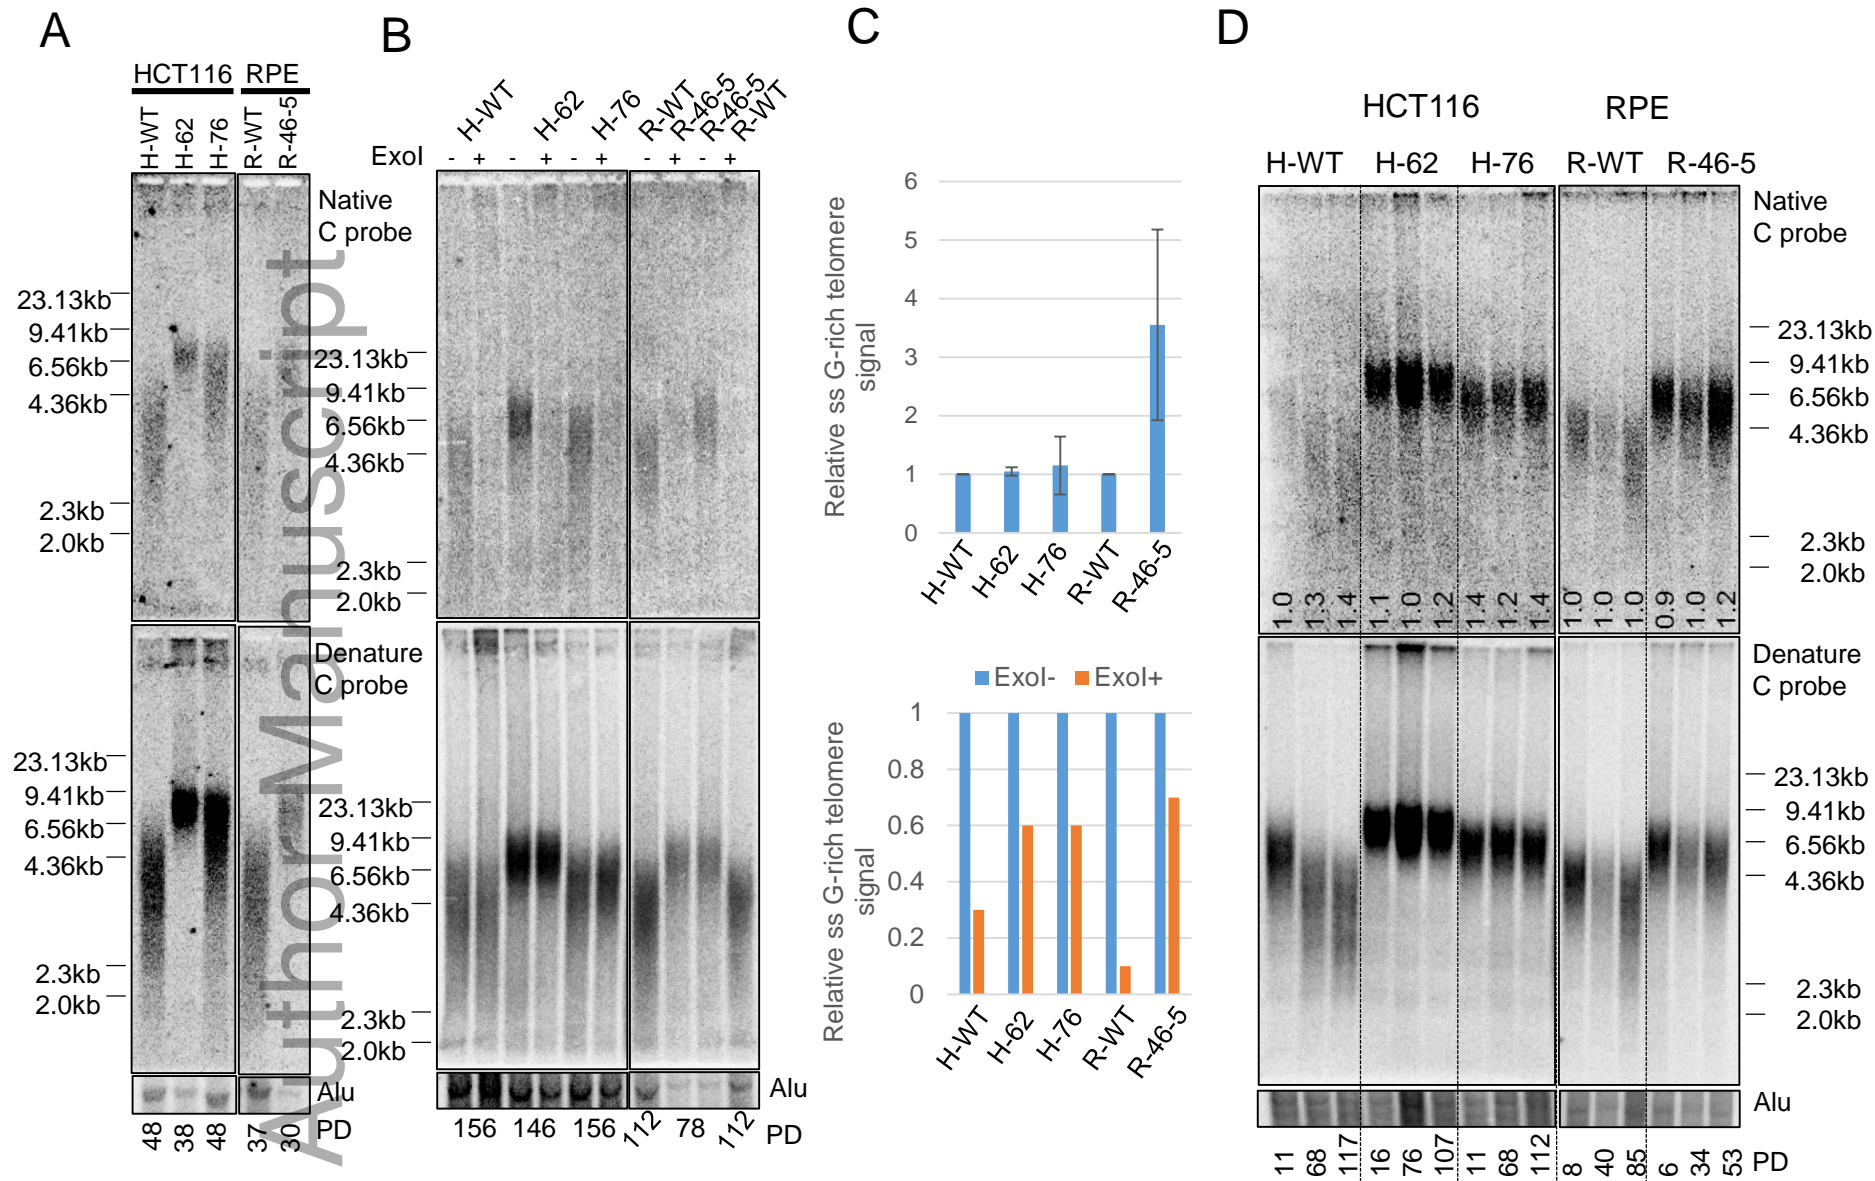 A
HCT116 RPE
H-WT H-62 H-76 R-WT R-46-5
Native
C probe
23.13kb
9.41kb
6.56kb
4.36kb
2.3kb
2.0kb
Denature
C probe
23.13kb
9.41kb
6.56kb
4.36kb
2.3kb
2.0kb
Alu
48 38 48 37 30 PD
Author Manuscript
B
H-WT H-62 H-76 R-WT R-46-5 R-46-5 R-WT
ExoI - + - + - + - + - +
23.13kb
9.41kb
6.56kb
4.36kb
2.3kb
2.0kb
23.13kb
9.41kb
6.56kb
4.36kb
2.3kb
2.0kb
Alu
156 146 156 112 78 112 PD
C
Relative ss G-rich telomere
signal
6
5
4
3
2
1
0
H-WT H-62 H-76 R-WT R-46-5
ExoI- ExoI+
Relative ss G-rich telomere
signal
1
0.8
0.6
0.4
0.2
0
H-WT H-62 H-76 R-WT R-46-5
D
HCT116 RPE
H-WT H-62 H-76 R-WT R-46-5
Native
C probe
23.13kb
9.41kb
6.56kb
4.36kb
2.3kb
2.0kb
1.0 1.3 1.4 1.1 1.0 1.2 1.4 1.2 1.4 1.0 1.0 1.0 0.9 1.0 1.2
Denature
C probe
23.13kb
9.41kb
6.56kb
4.36kb
2.3kb
2.0kb
Alu
11 68 117 16 76 107 11 68 112 8 40 85 6 34 53 PD